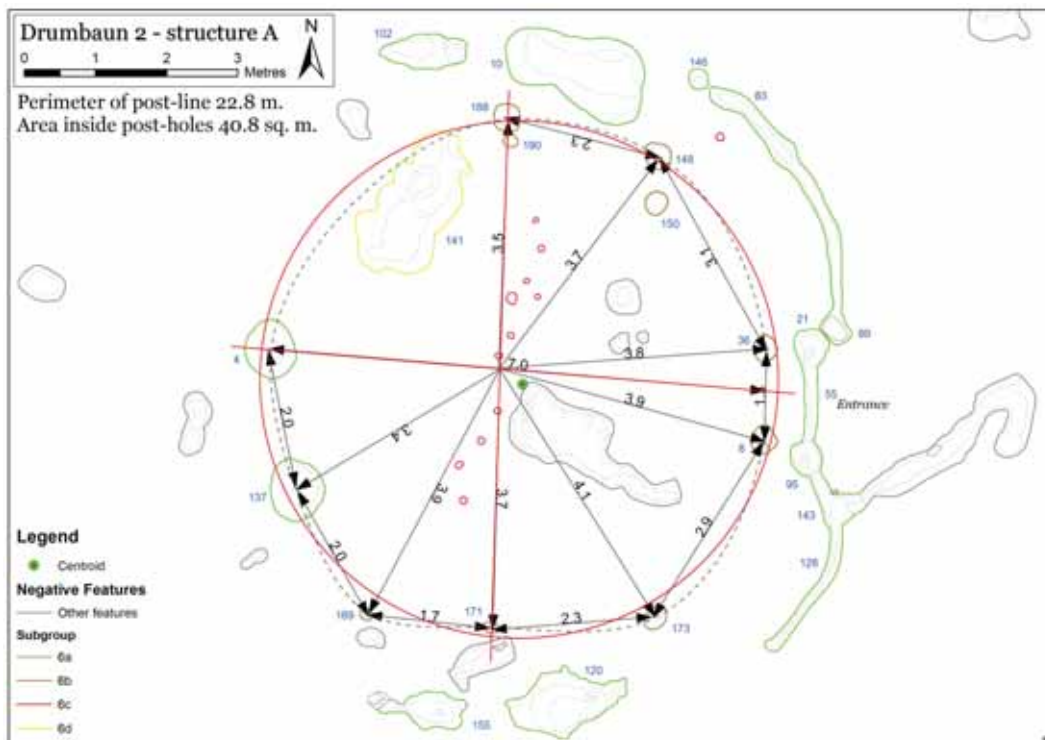 Drumbaun 2 - structure A
N
0 1 2 3
Metres
Perimeter of post-line 22.8 m.
Area inside post-holes 40.8 sq. m.
102
10
146
83
188
190
2.3
148
150
141
3.5
3.7
3.1
21
89
36
4
7.0
3.8
1.
55
Entrance
3.9
2.0
3.4
6
95
137
3.9
3.7
4.1
2.9
143
2.0
126
169
1.7
171
2.3
173
120
155
Legend
Centroid
Negative Features
Other features
Subgroup
6a
6b
6c
6d